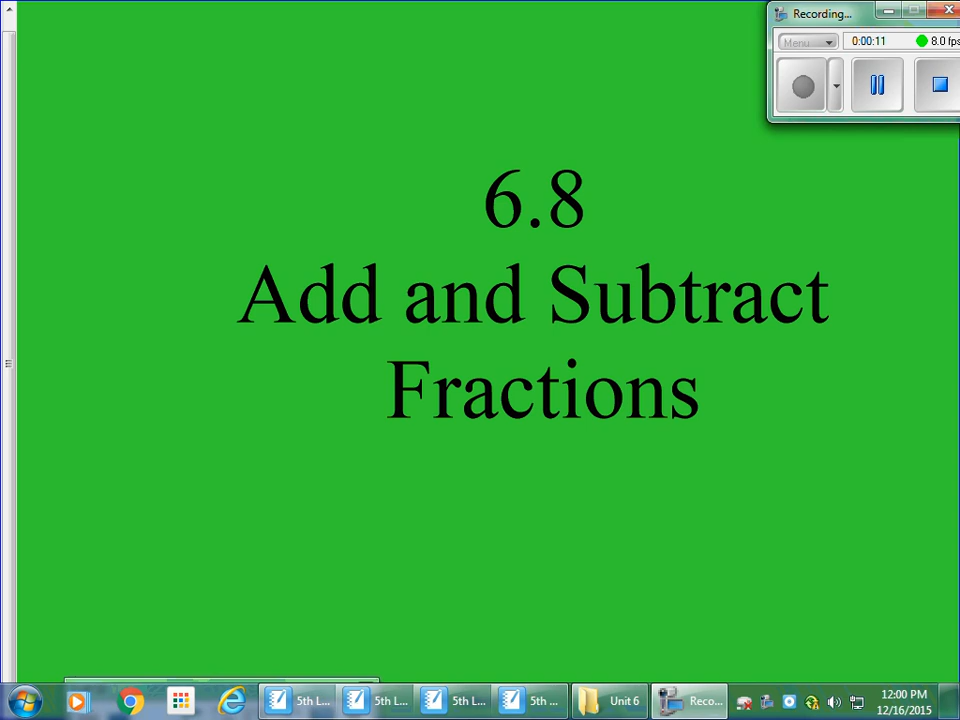 Recording...
Menu
0:00:11
8.0 fps
6.8
Add and Subtract
Fractions
5th L...
5th L...
5th L...
5th ...
Unit 6
Reco...
12:00 PM
12/16/2015